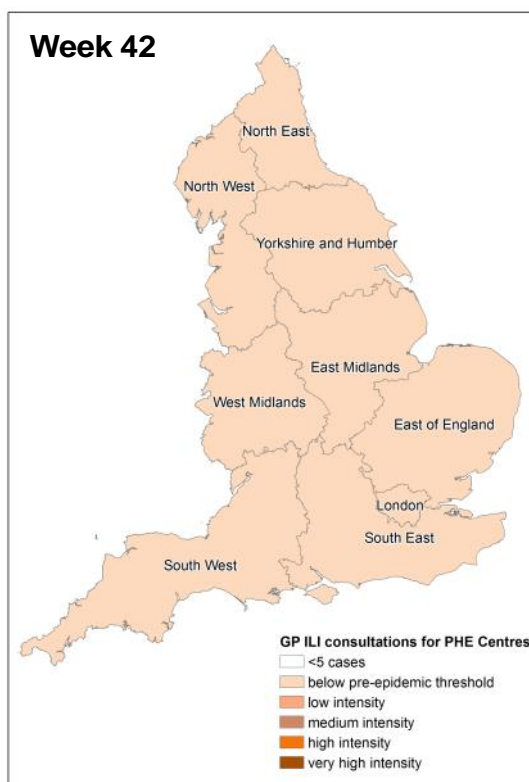 Week 42
North East
North West
Yorkshire and Humber
East Midlands
West Midlands
East of England
London
South East
South West
GP ILI consultations for PHE Centres
<5 cases
below pre-epidemic threshold
low intensity
medium intensity
high intensity
very high intensity